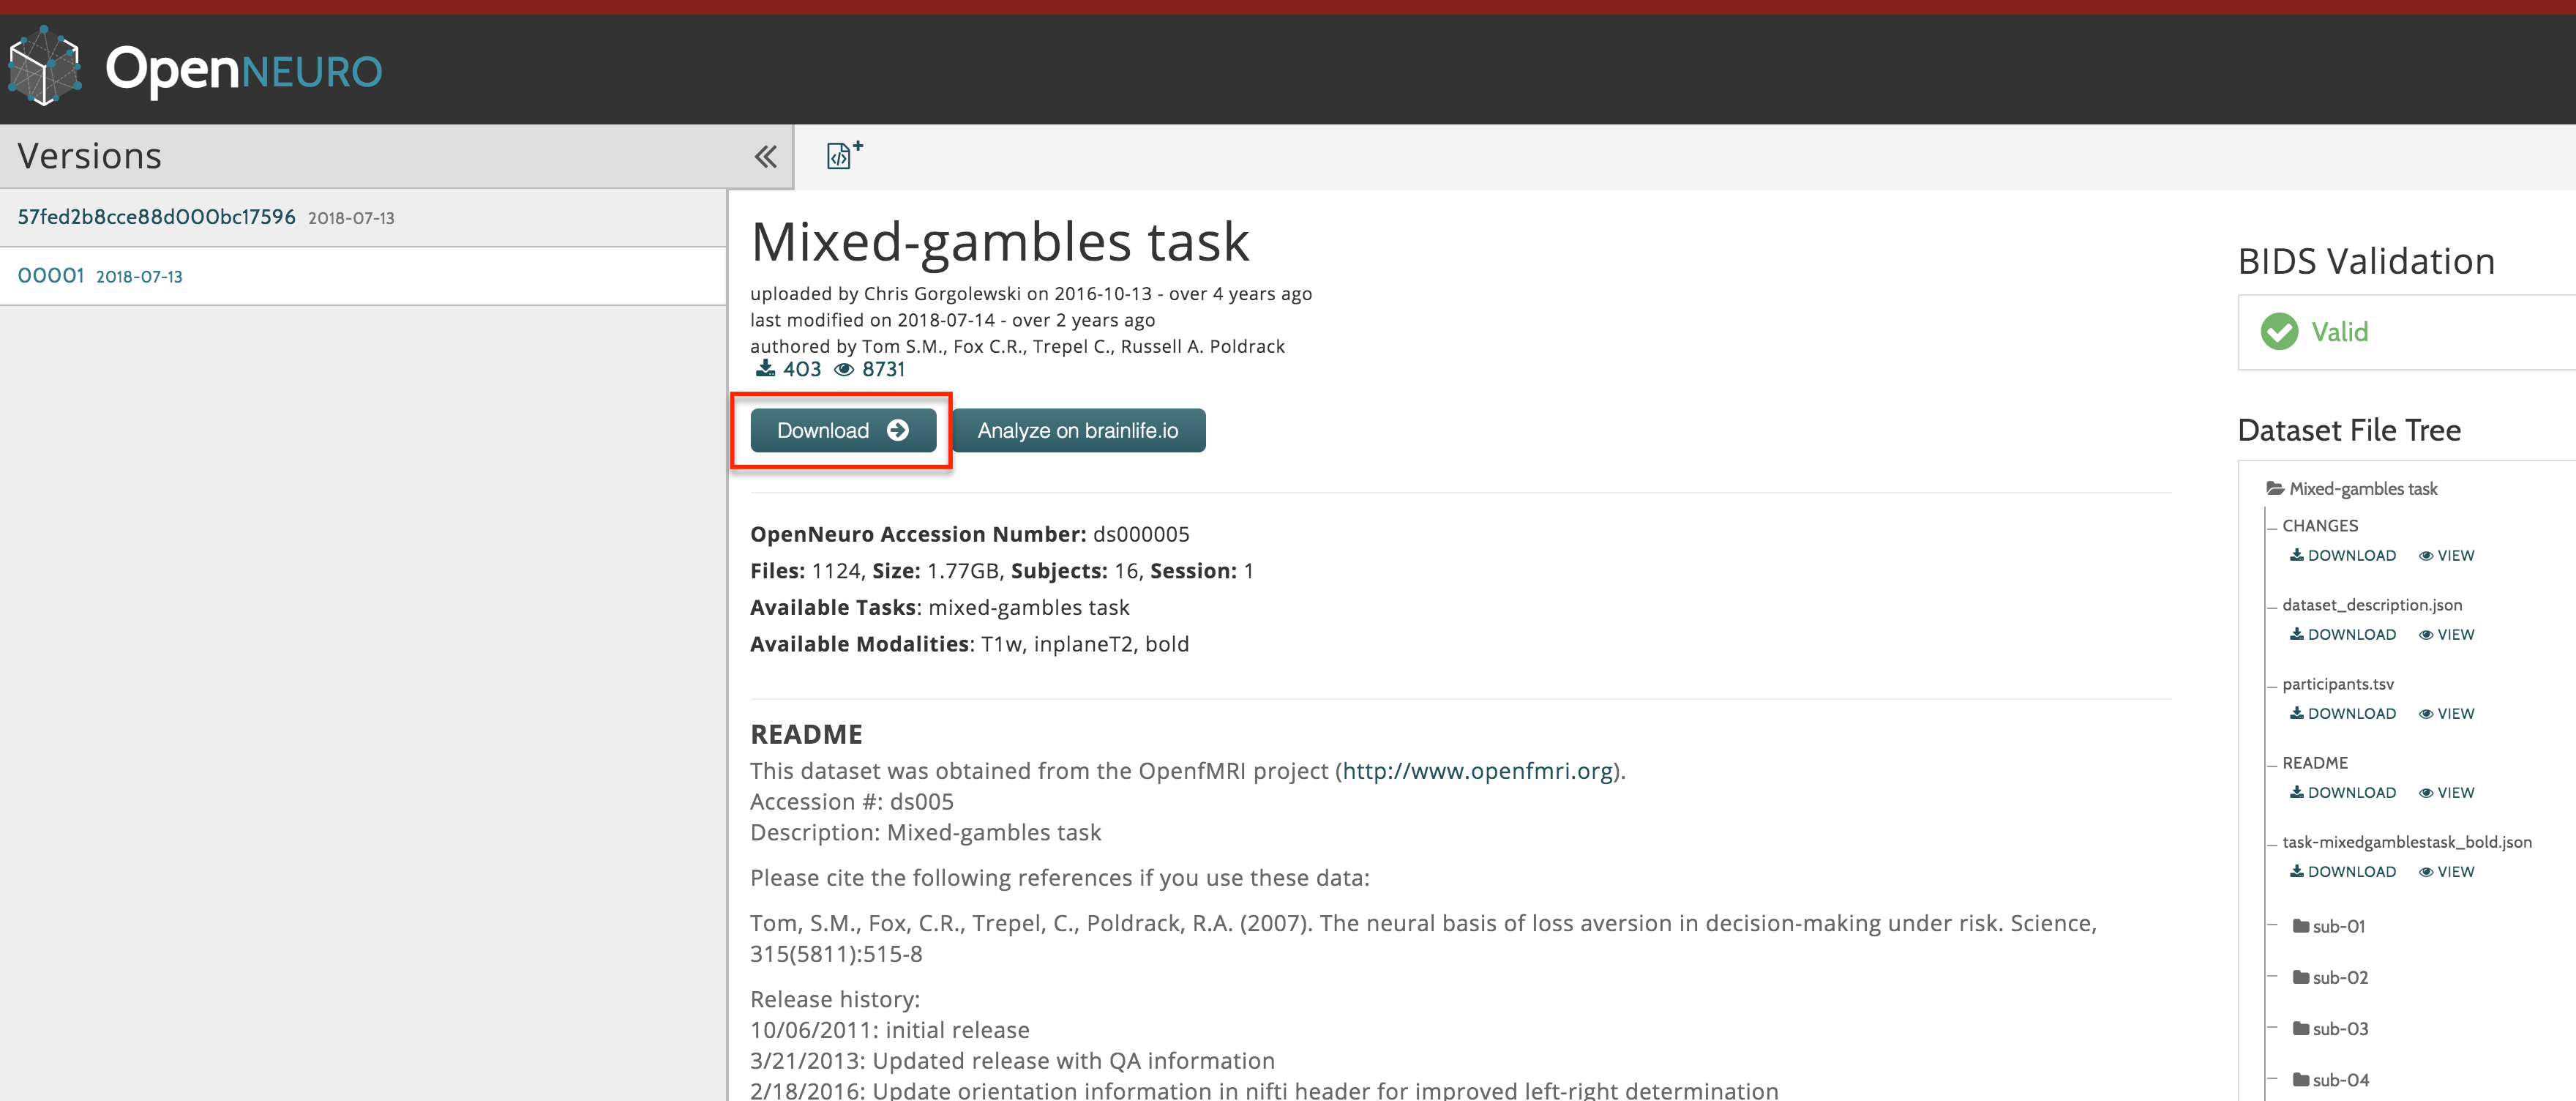 OpenNEURO
Versions
57fed2b8cce88d000bc17596 2018-07-13
00001 2018-07-13
Mixed-gambles task
uploaded by Chris Gorgolewski on 2016-10-13 - over 4 years ago
last modified on 2018-07-14 - over 2 years ago
authored by Tom S.M., Fox C.R., Trepel C., Russell A. Poldrack
403 8731
Download
Analyze on brainlife.io
OpenNeuro Accession Number: ds000005
Files: 1124, Size: 1.77GB, Subjects: 16, Session: 1
Available Tasks: mixed-gambles task
Available Modalities: T1w, inplaneT2, bold
README
This dataset was obtained from the OpenfMRI project (http://www.openfmri.org).
Accession #: ds005
Description: Mixed-gambles task
Please cite the following references if you use these data:
Tom, S.M., Fox, C.R., Trepel, C., Poldrack, R.A. (2007). The neural basis of loss aversion in decision-making under risk. Science,
315(5811):515-8
Release history:
10/06/2011: initial release
3/21/2013: Updated release with QA information
2/18/2016: Update orientation information in nifti header for improved left-right determination
BIDS Validation
Valid
Dataset File Tree
Mixed-gambles task
CHANGES
DOWNLOAD VIEW
dataset_description.json
DOWNLOAD VIEW
participants.tsv
DOWNLOAD VIEW
README
DOWNLOAD VIEW
task-mixedgamblestask_bold.json
DOWNLOAD VIEW
sub-01
sub-02
sub-03
sub-04